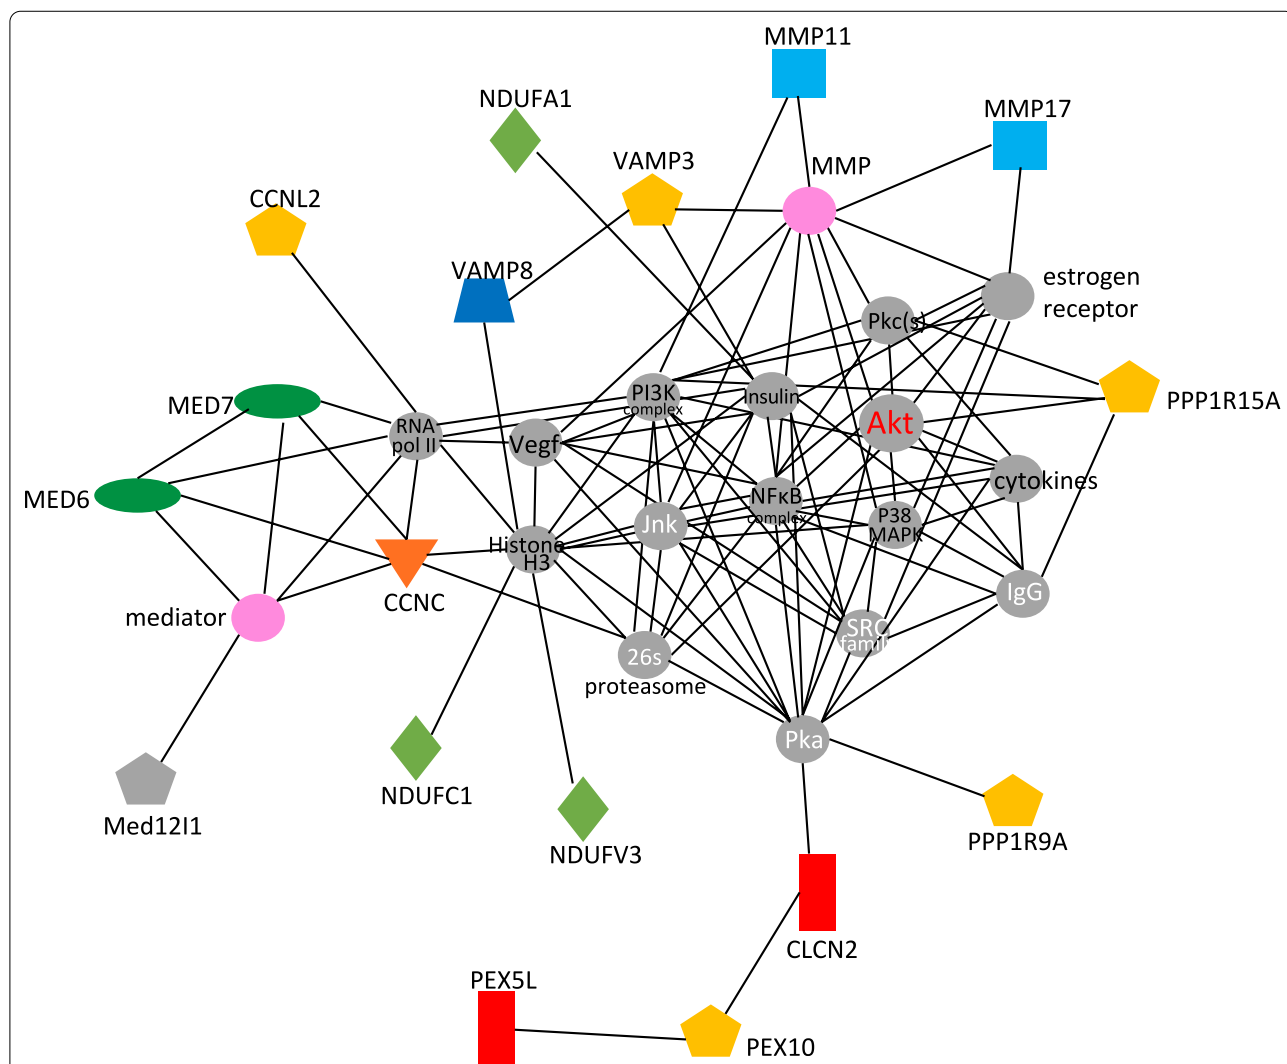 MMP11
NDUFA1
MMP17
VAMP3
MMP
CCNL2
VAMP8
estrogen
receptor
Pkc(s)
PI3K
complex
Insulin
MED7
PPP1R15A
RNA
pol II
Akt
Vegf
cytokines
MED6
NFκB
complex
P38
MAPK
Jnk
Histone
H3
CCNC
IgG
mediator
SRC
famil
26s
proteasome
Pka
NDUFC1
Med12l1
NDUFV3
PPP1R9A
CLCN2
PEX5L
PEX10